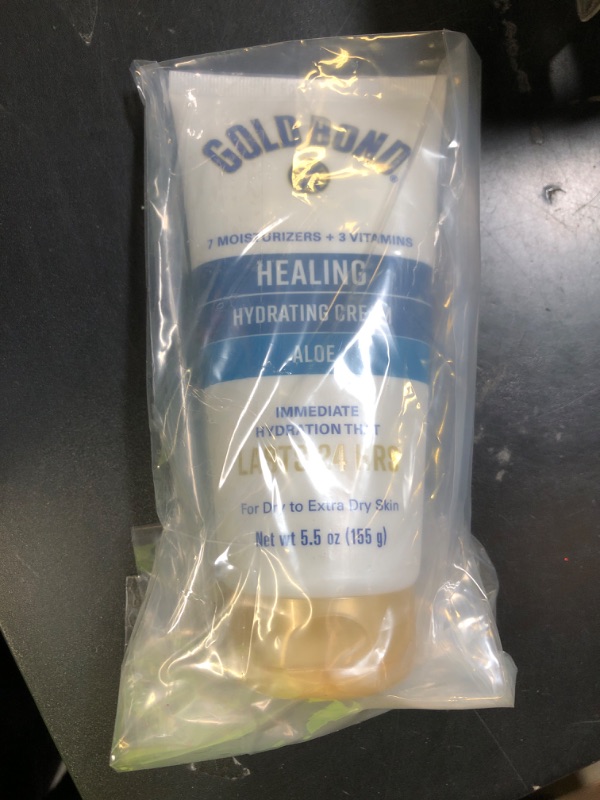 GOLD BOND
7 MOISTURIZERS + 3 VITAMINS
HEALING
HYDRATING CREAM
ALOE
IMMEDIATE
HYDRATION THAT
LASTS 24 HRS
For Dry to Extra Dry Skin
Net wt 5.5 oz (155 g)